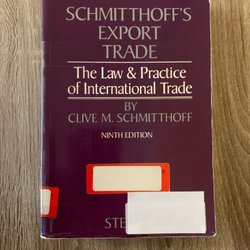 SCHMITTHOFF'S
EXPORT
TRADE
The Law & Practice
of International Trade
BY
CLIVE M. SCHMITTHOFF
NINTH EDITION